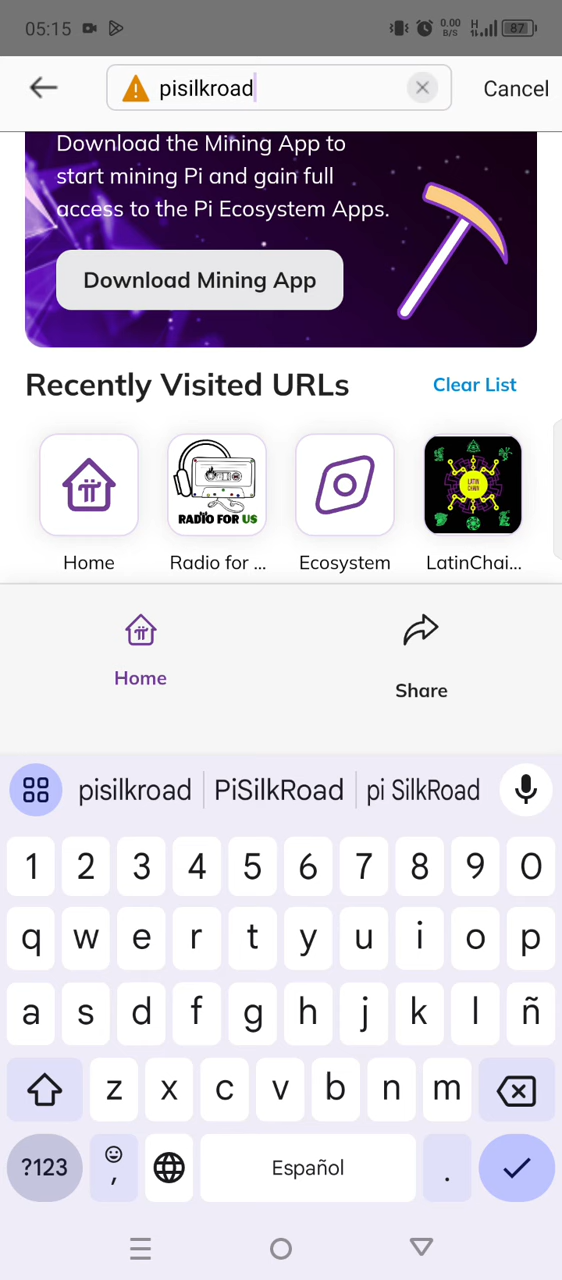 05:15
0.00
B/S
H
87
pisilkroad
Cancel
Download the Mining App to
start mining Pi and gain full
access to the Pi Ecosystem Apps.
Download Mining App
Recently Visited URLs
Clear List
RADIO FOR US
LATIN
CHAIN
Home
Radio for ...
Ecosystem
LatinChai...
Home
Share
pisilkroad
PiSilkRoad
pi SilkRoad
1 2 3 4 5 6 7 8 9 0
q w e r t y u i o p
a s d f g h j k l ñ
z x c v b n m
?123
,
Español
.